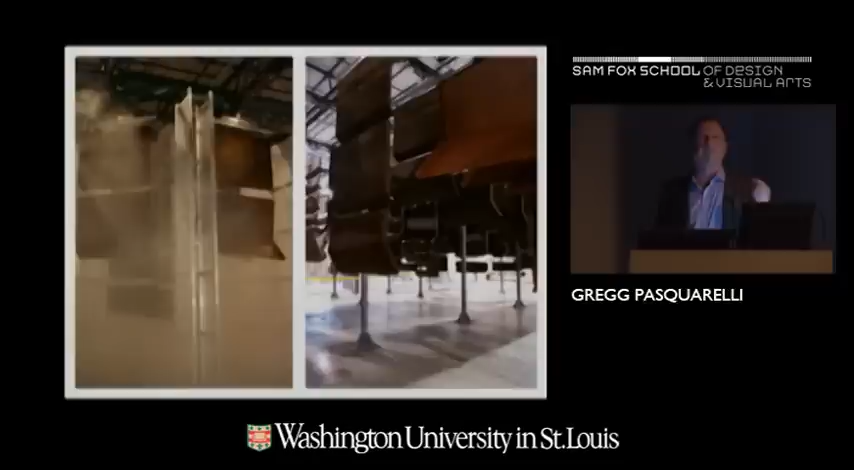 SAM FOX SCHOOL OF DESIGN
& VISUAL ARTS
GREGG PASQUARELLI
Washington University in St. Louis